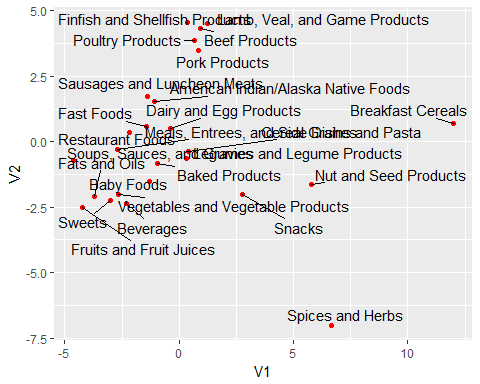 5.0
Finfish and Shellfish Products
Lamb, Veal, and Game Products
Poultry Products
Beef Products
Pork Products
2.5
Sausages and Luncheon Meats
American Indian/Alaska Native Foods
Fast Foods
Dairy and Egg Products
Breakfast Cereals
0.0
Restaurant Foods
Meals, Entrees, and Side Dishes
Cereal Grains and Pasta
Soups, Sauces, and Gravies
Legumes and Legume Products
Fats and Oils
Baked Products
Nut and Seed Products
Baby Foods
-2.5
Vegetables and Vegetable Products
Sweets
Beverages
Snacks
Fruits and Fruit Juices
-5.0
Spices and Herbs
-7.5
V2
-5
0
5
10
V1